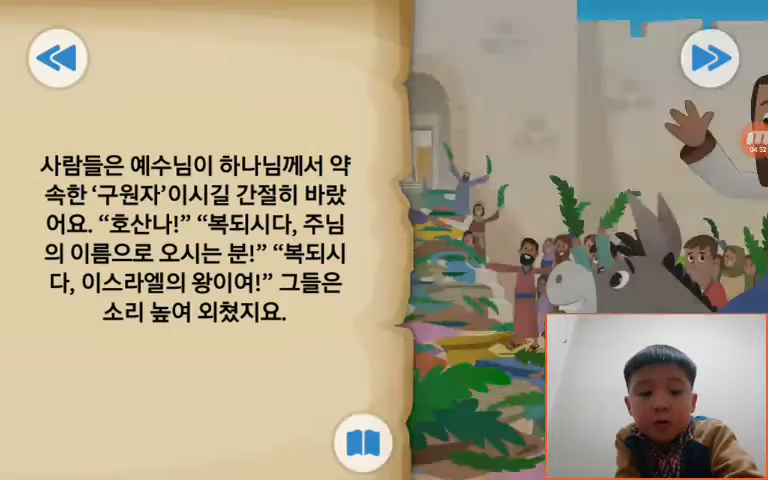 사람들은 예수님이 하나님께서 약
속한 ‘구원자’이시길 간절히 바랐
어요. “호산나!” “복되시다, 주님
의 이름으로 오시는 분!” “복되시
다, 이스라엘의 왕이여!” 그들은
소리 높여 외쳤지요.
04:52